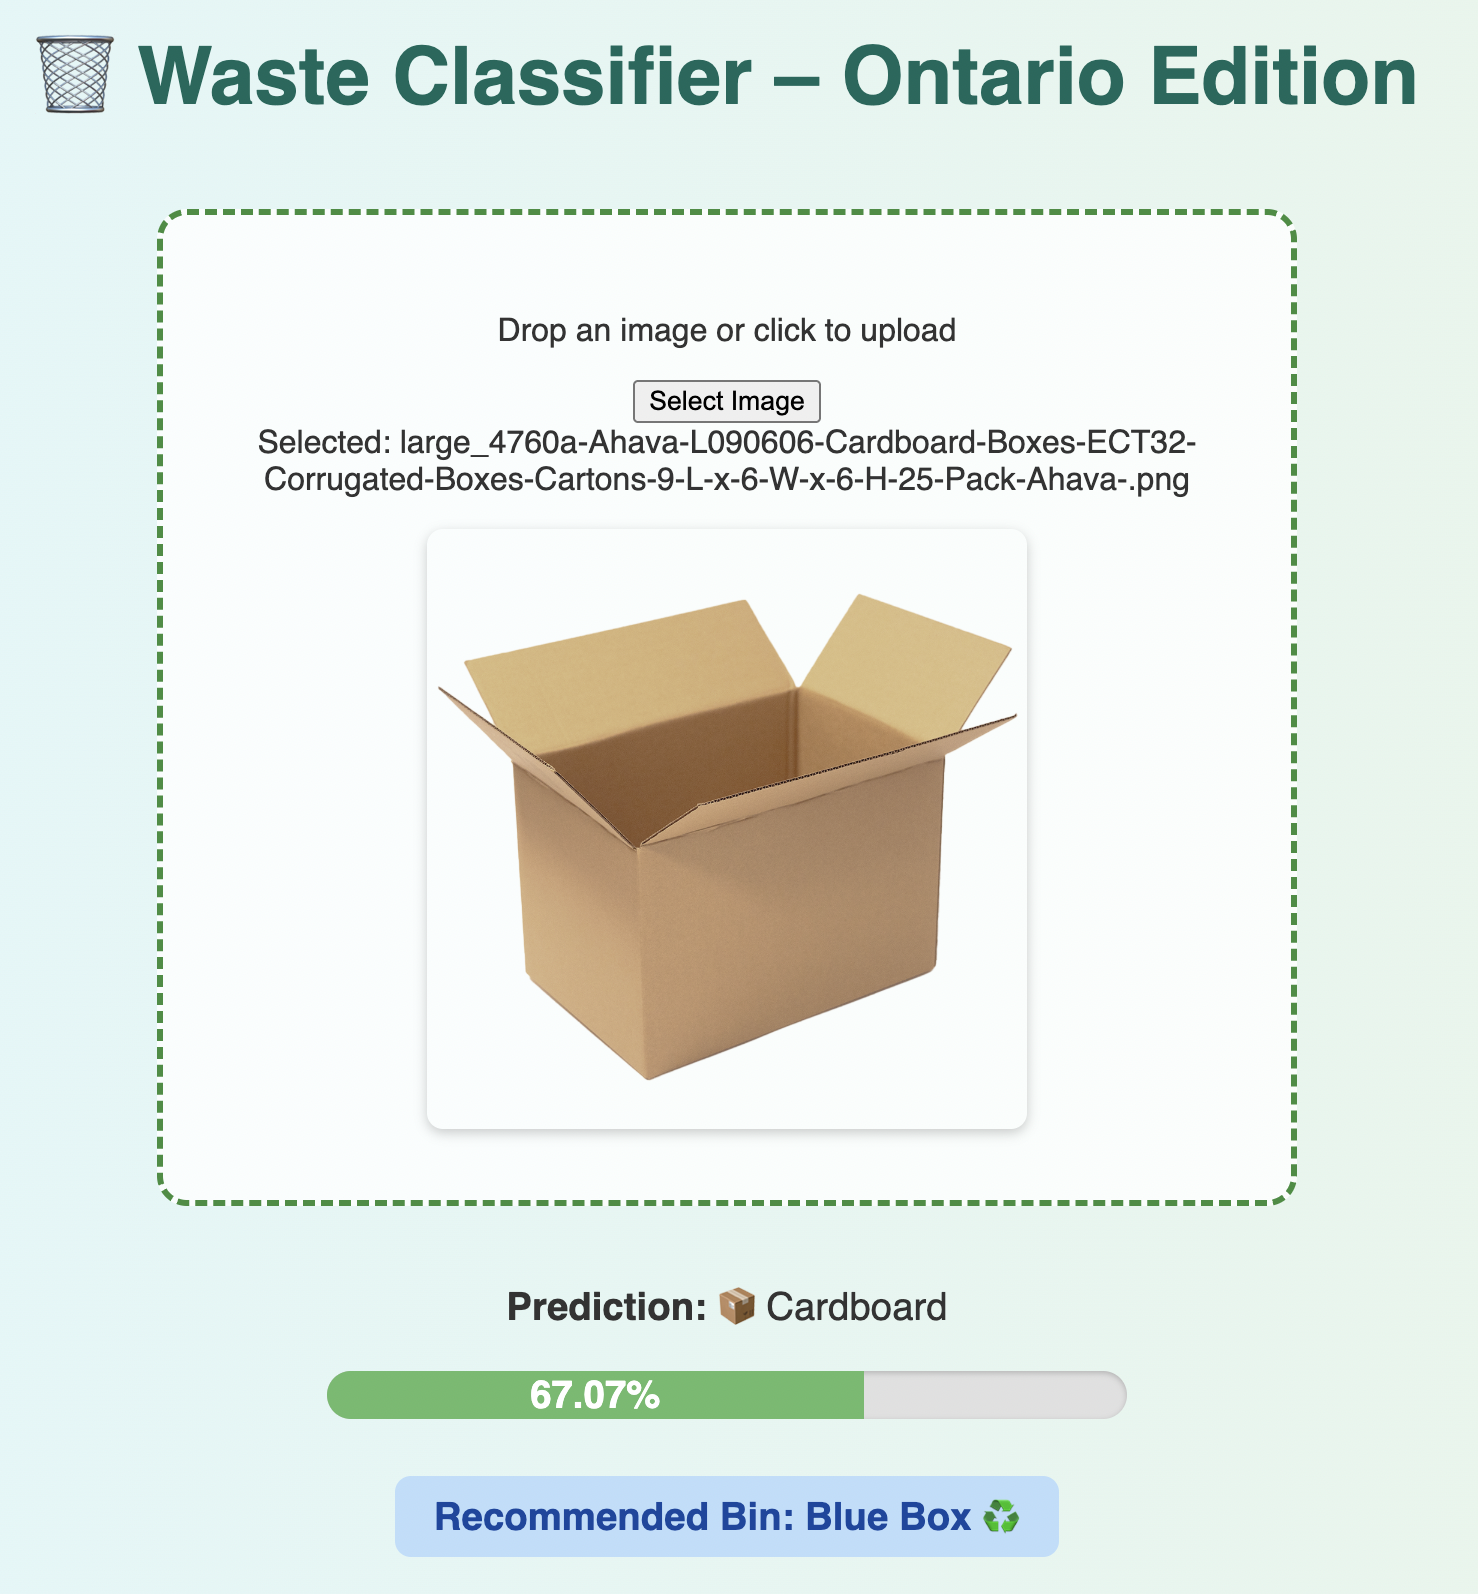 🗑️ Waste Classifier – Ontario Edition
Drop an image or click to upload
Select Image
Selected: large_4760a-Ahava-L090606-Cardboard-Boxes-ECT32-
Corrugated-Boxes-Cartons-9-L-x-6-W-x-6-H-25-Pack-Ahava-.png
Prediction: 📦 Cardboard
67.07%
Recommended Bin: Blue Box ♻️